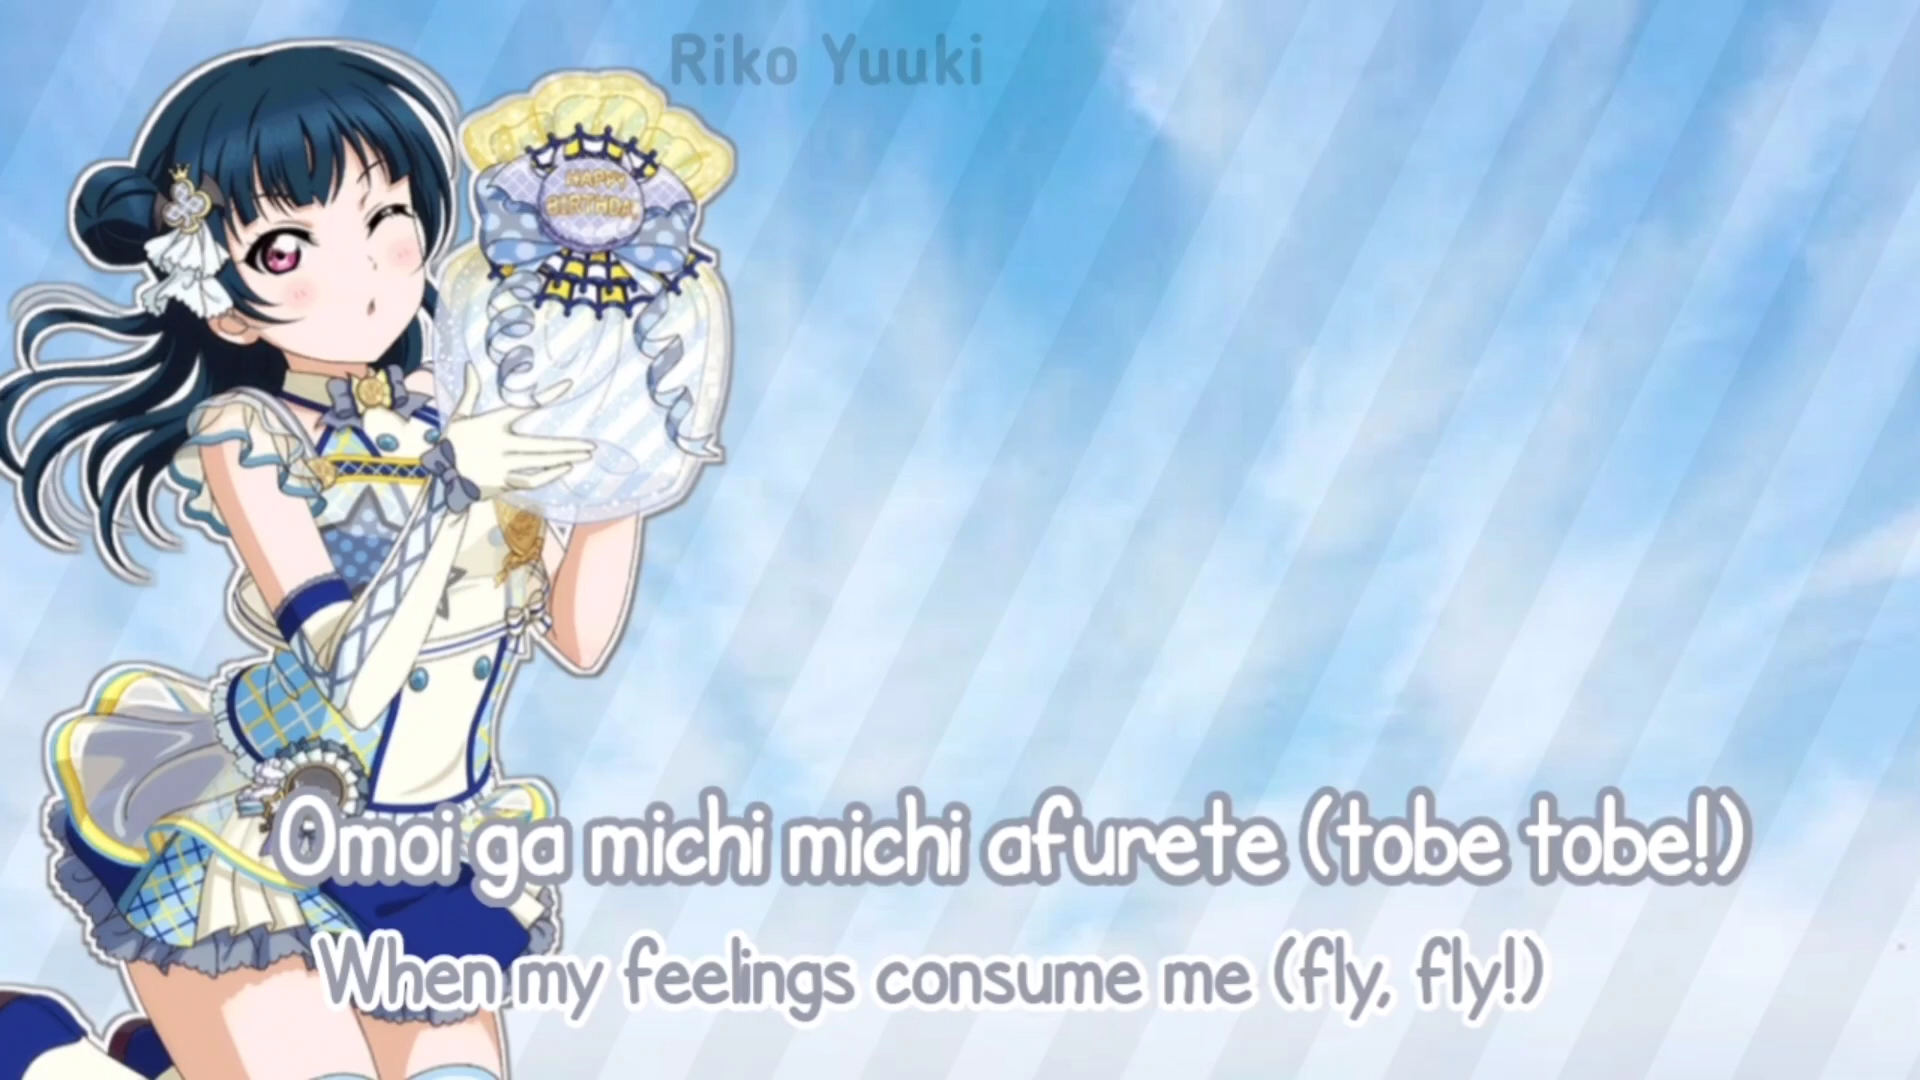 Riko Yuuki
HAPPY
BIRTHDAY
Omoi ga michi michi afurete (tobe tobe!)
When my feelings consume me (fly, fly!)